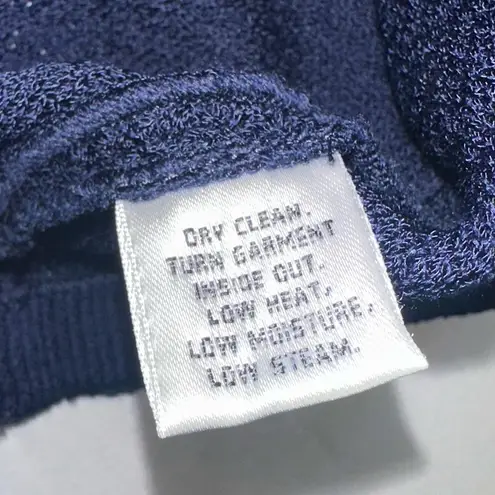 DRY CLEAN.
TURN GARMENT
INSIDE OUT.
LOW HEAT,
LOW MOISTURE,
LOW STEAM.